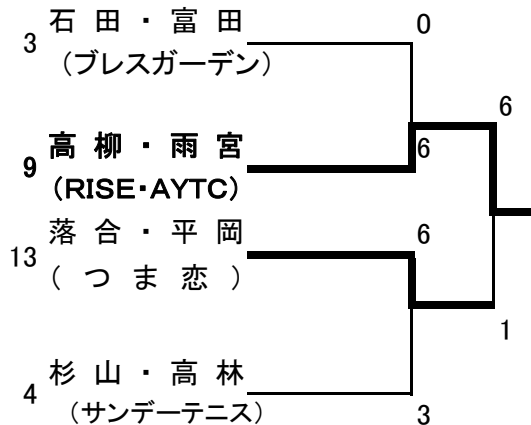 3 石田・富田 0
(ブレスガーデン)
6
9 高柳・雨宮 6
(RISE・AYTC)
落合・平岡 6
13
(つま恋)
1
4 杉山・高林
(サンデーテニス) 3